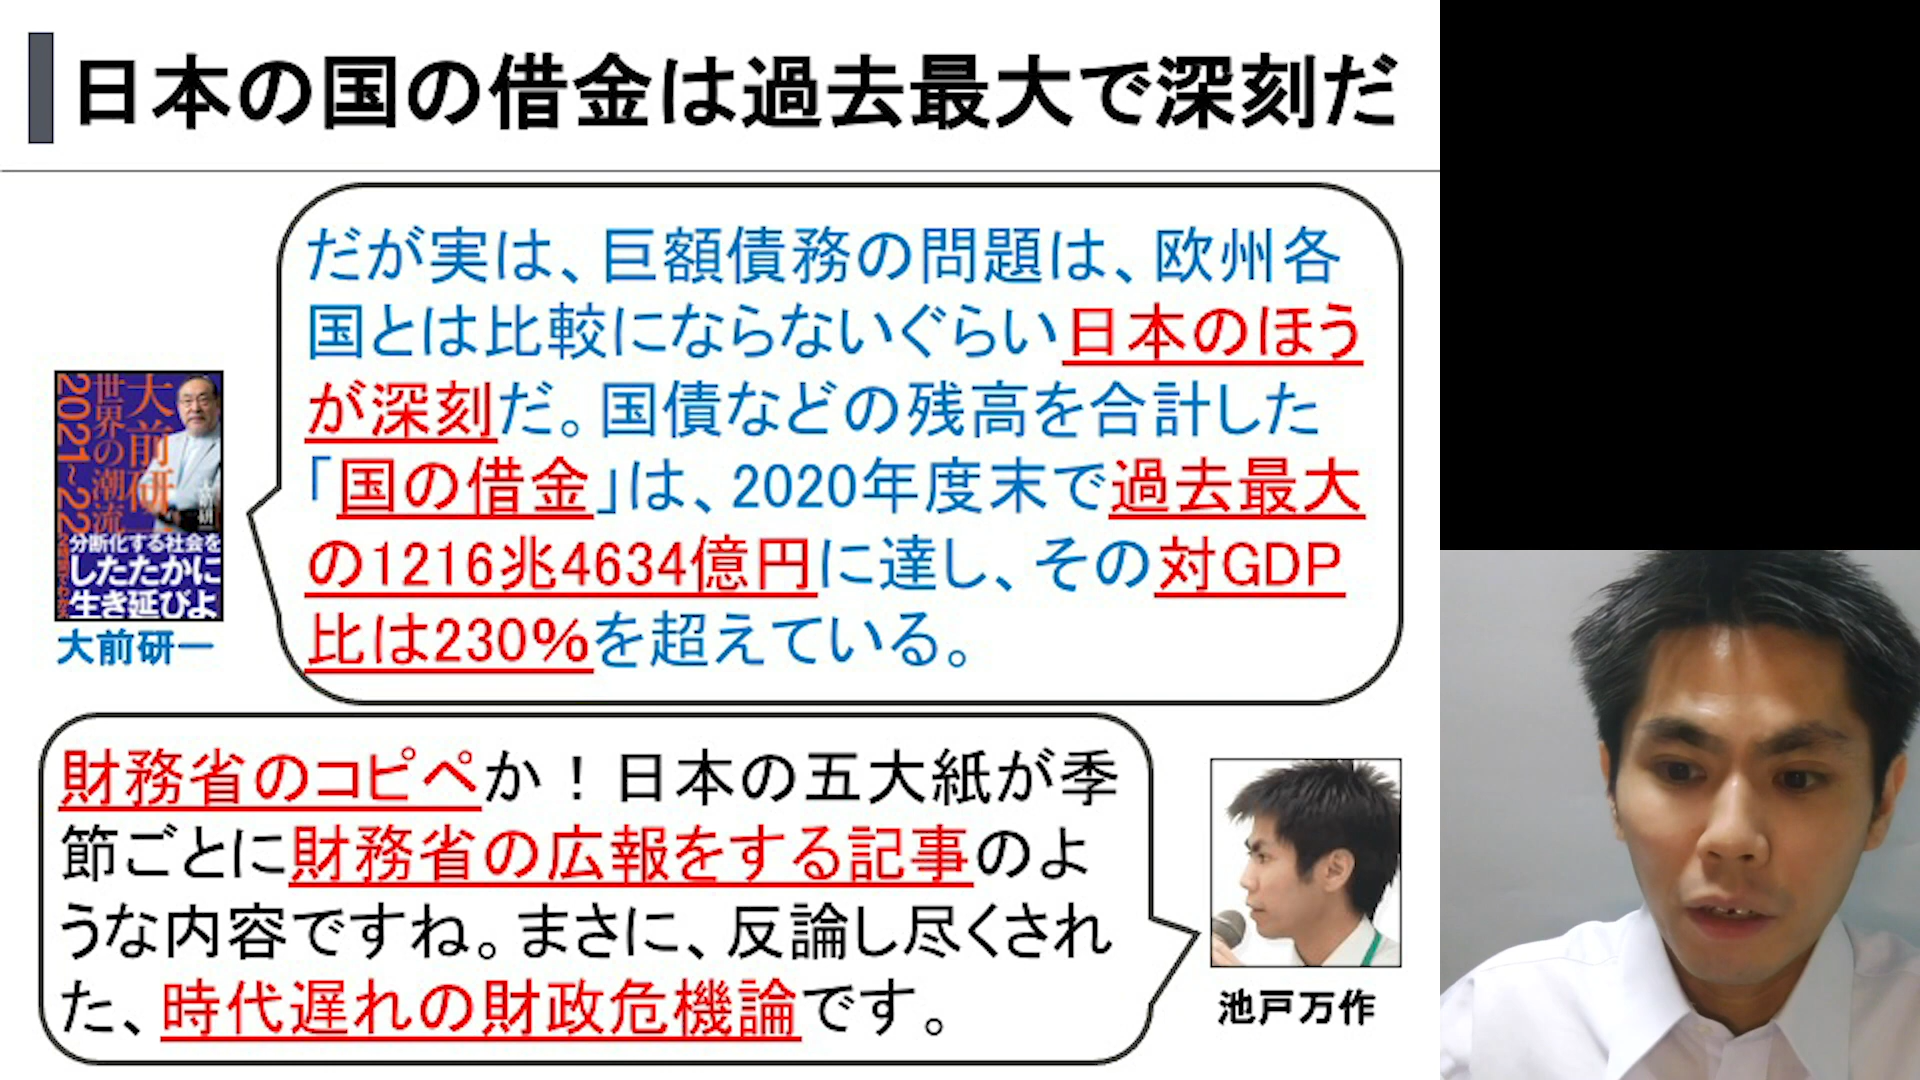 日本の国の借金は過去最大で深刻だ
だが実は、巨額債務の問題は、欧州各
国とは比較にならないぐらい日本のほう
が深刻だ。国債などの残高を合計した
「国の借金」は、2020年度末で過去最大
の1216兆4634億円に達し、その対GDP
比は230%を超えている。
大前研一
世界の潮流
2021~22
分断化する社会を
したたかに
生き延びよ
大前研一
財務省のコピペか！日本の五大紙が季
節ごとに財務省の広報をする記事のよ
うな内容ですね。まさに、反論し尽くされ
た、時代遅れの財政危機論です。
池戸万作